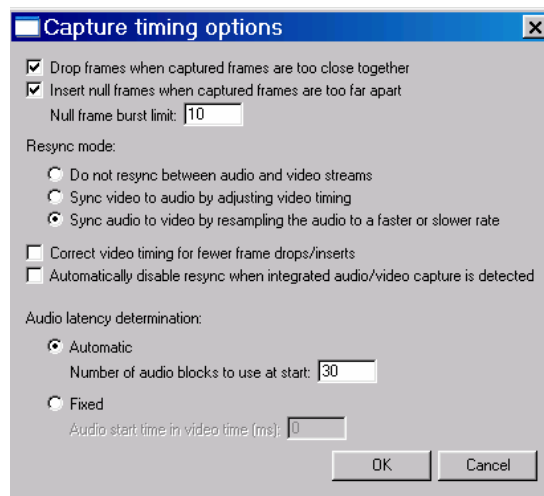 Capture timing options
Drop frames when captured frames are too close together
Insert null frames when captured frames are too far apart
Null frame burst limit: 10
Resync mode:
Do not resync between audio and video streams
Sync video to audio by adjusting video timing
Sync audio to video by resampling the audio to a faster or slower rate
Correct video timing for fewer frame drops/inserts
Automatically disable resync when integrated audio/video capture is detected
Audio latency determination:
Automatic
Number of audio blocks to use at start: 30
Fixed
Audio start time in video time (ms): 0
OK Cancel